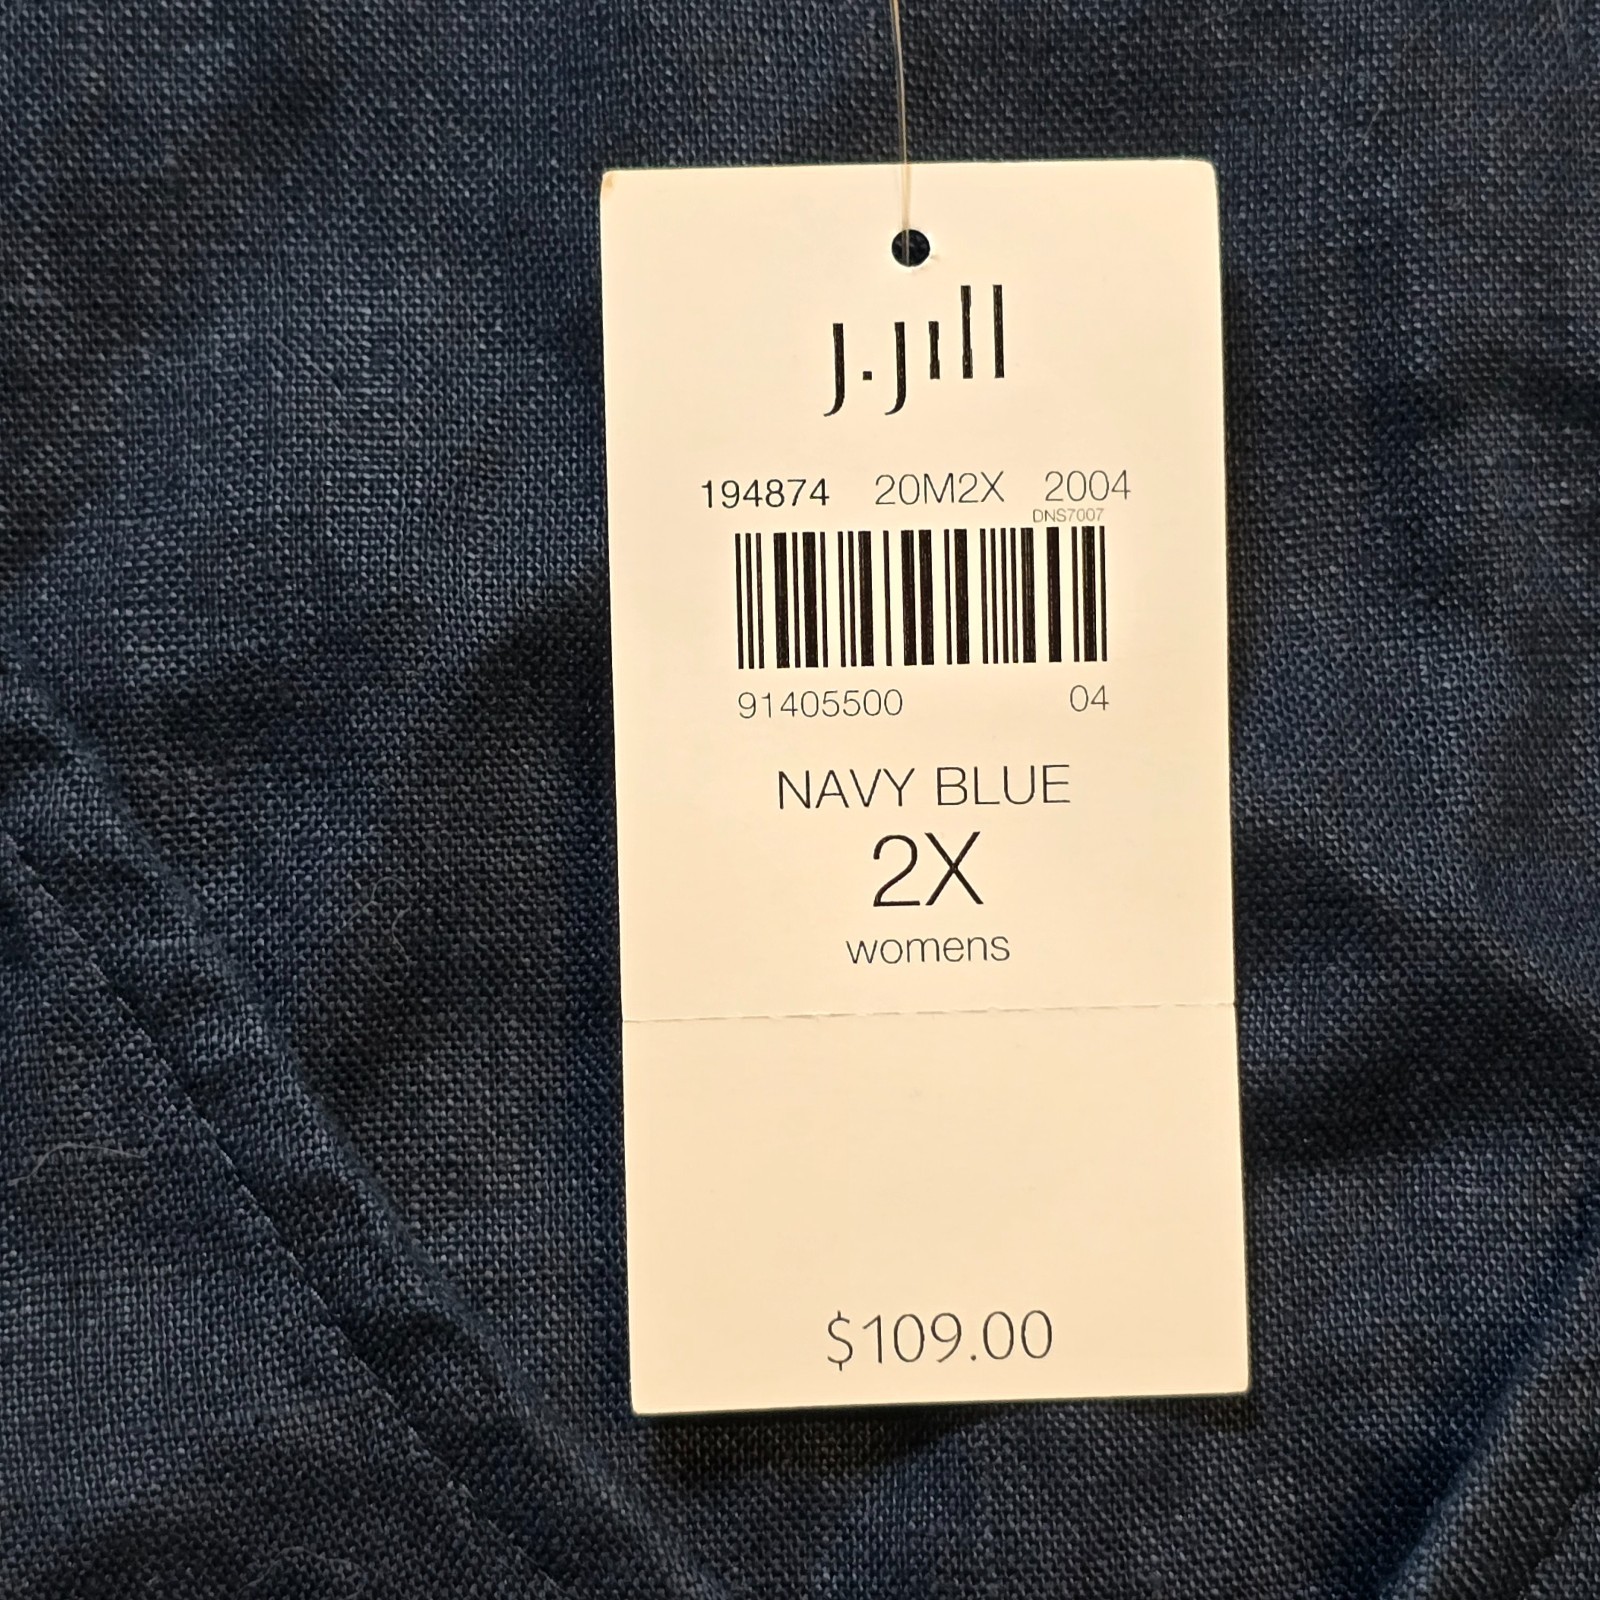 J.Jill
194874 20M2X 2004
DNS7007
91405500 04
NAVY BLUE
2X
womens
$109.00